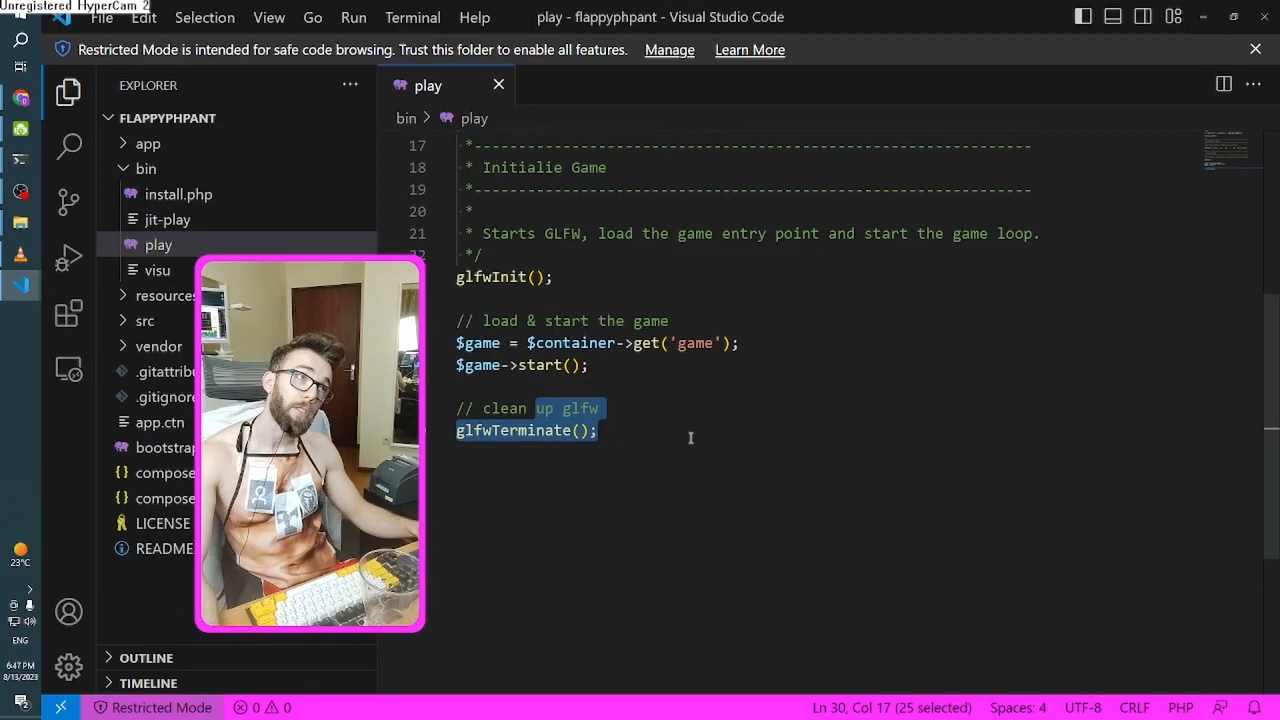 Unregistered HyperCam 2
File Edit Selection View Go Run Terminal Help
play - flappyphpant - Visual Studio Code
Restricted Mode is intended for safe code browsing. Trust this folder to enable all features. Manage Learn More
EXPLORER
play
FLAPPYPHPANT
bin > play
app
bin
install.php
jit-play
play
visu
resources
src
vendor
.gitattribu
.gitignore
app.ctn
bootstrap
compose
compose
LICENSE
README
OUTLINE
TIMELINE
17 *-----------------------------------------------------------------
18 * Initialie Game
19 *-----------------------------------------------------------------
20 *
21 * Starts GLFW, load the game entry point and start the game loop.
22 */
glfwInit();
// load & start the game
$game = $container->get('game');
$game->start();
// clean up glfw
glfwTerminate();
23°C
ENG
6:47 PM
8/13/2023
2
Restricted Mode 0 0
Ln 30, Col 17 (25 selected) Spaces: 4 UTF-8 CRLF PHP